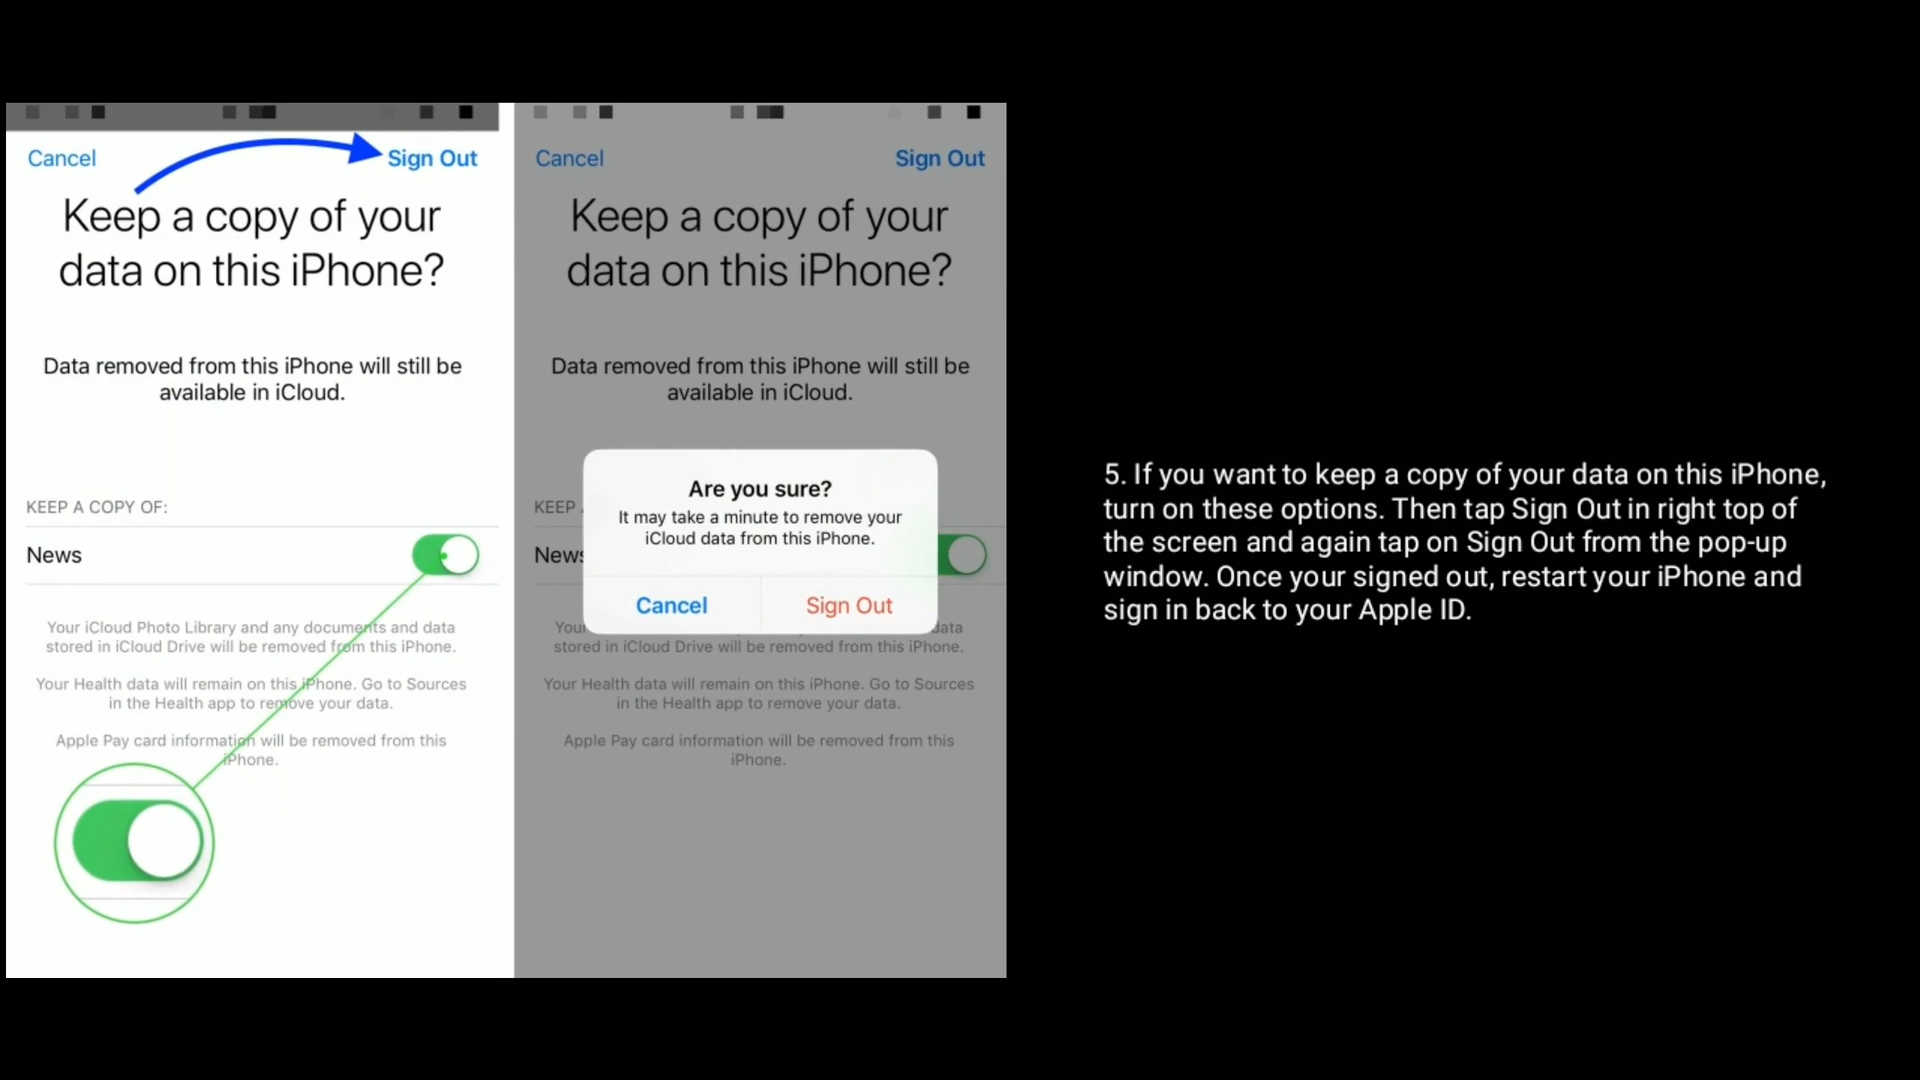 Cancel
Sign Out
Keep a copy of your
data on this iPhone?
Data removed from this iPhone will still be
available in iCloud.
KEEP A COPY OF:
News
Your iCloud Photo Library and any documents and data
stored in iCloud Drive will be removed from this iPhone.
Your Health data will remain on this iPhone. Go to Sources
in the Health app to remove your data.
Apple Pay card information will be removed from this
iPhone.
Cancel
Sign Out
Keep a copy of your
data on this iPhone?
Data removed from this iPhone will still be
available in iCloud.
KEEP
Are you sure?
It may take a minute to remove your
iCloud data from this iPhone.
News
Cancel
Sign Out
data
stored in iCloud Drive will be removed from this iPhone.
Your Health data will remain on this iPhone. Go to Sources
in the Health app to remove your data.
Apple Pay card information will be removed from this
iPhone.
5. If you want to keep a copy of your data on this iPhone,
turn on these options. Then tap Sign Out in right top of
the screen and again tap on Sign Out from the pop-up
window. Once your signed out, restart your iPhone and
sign in back to your Apple ID.